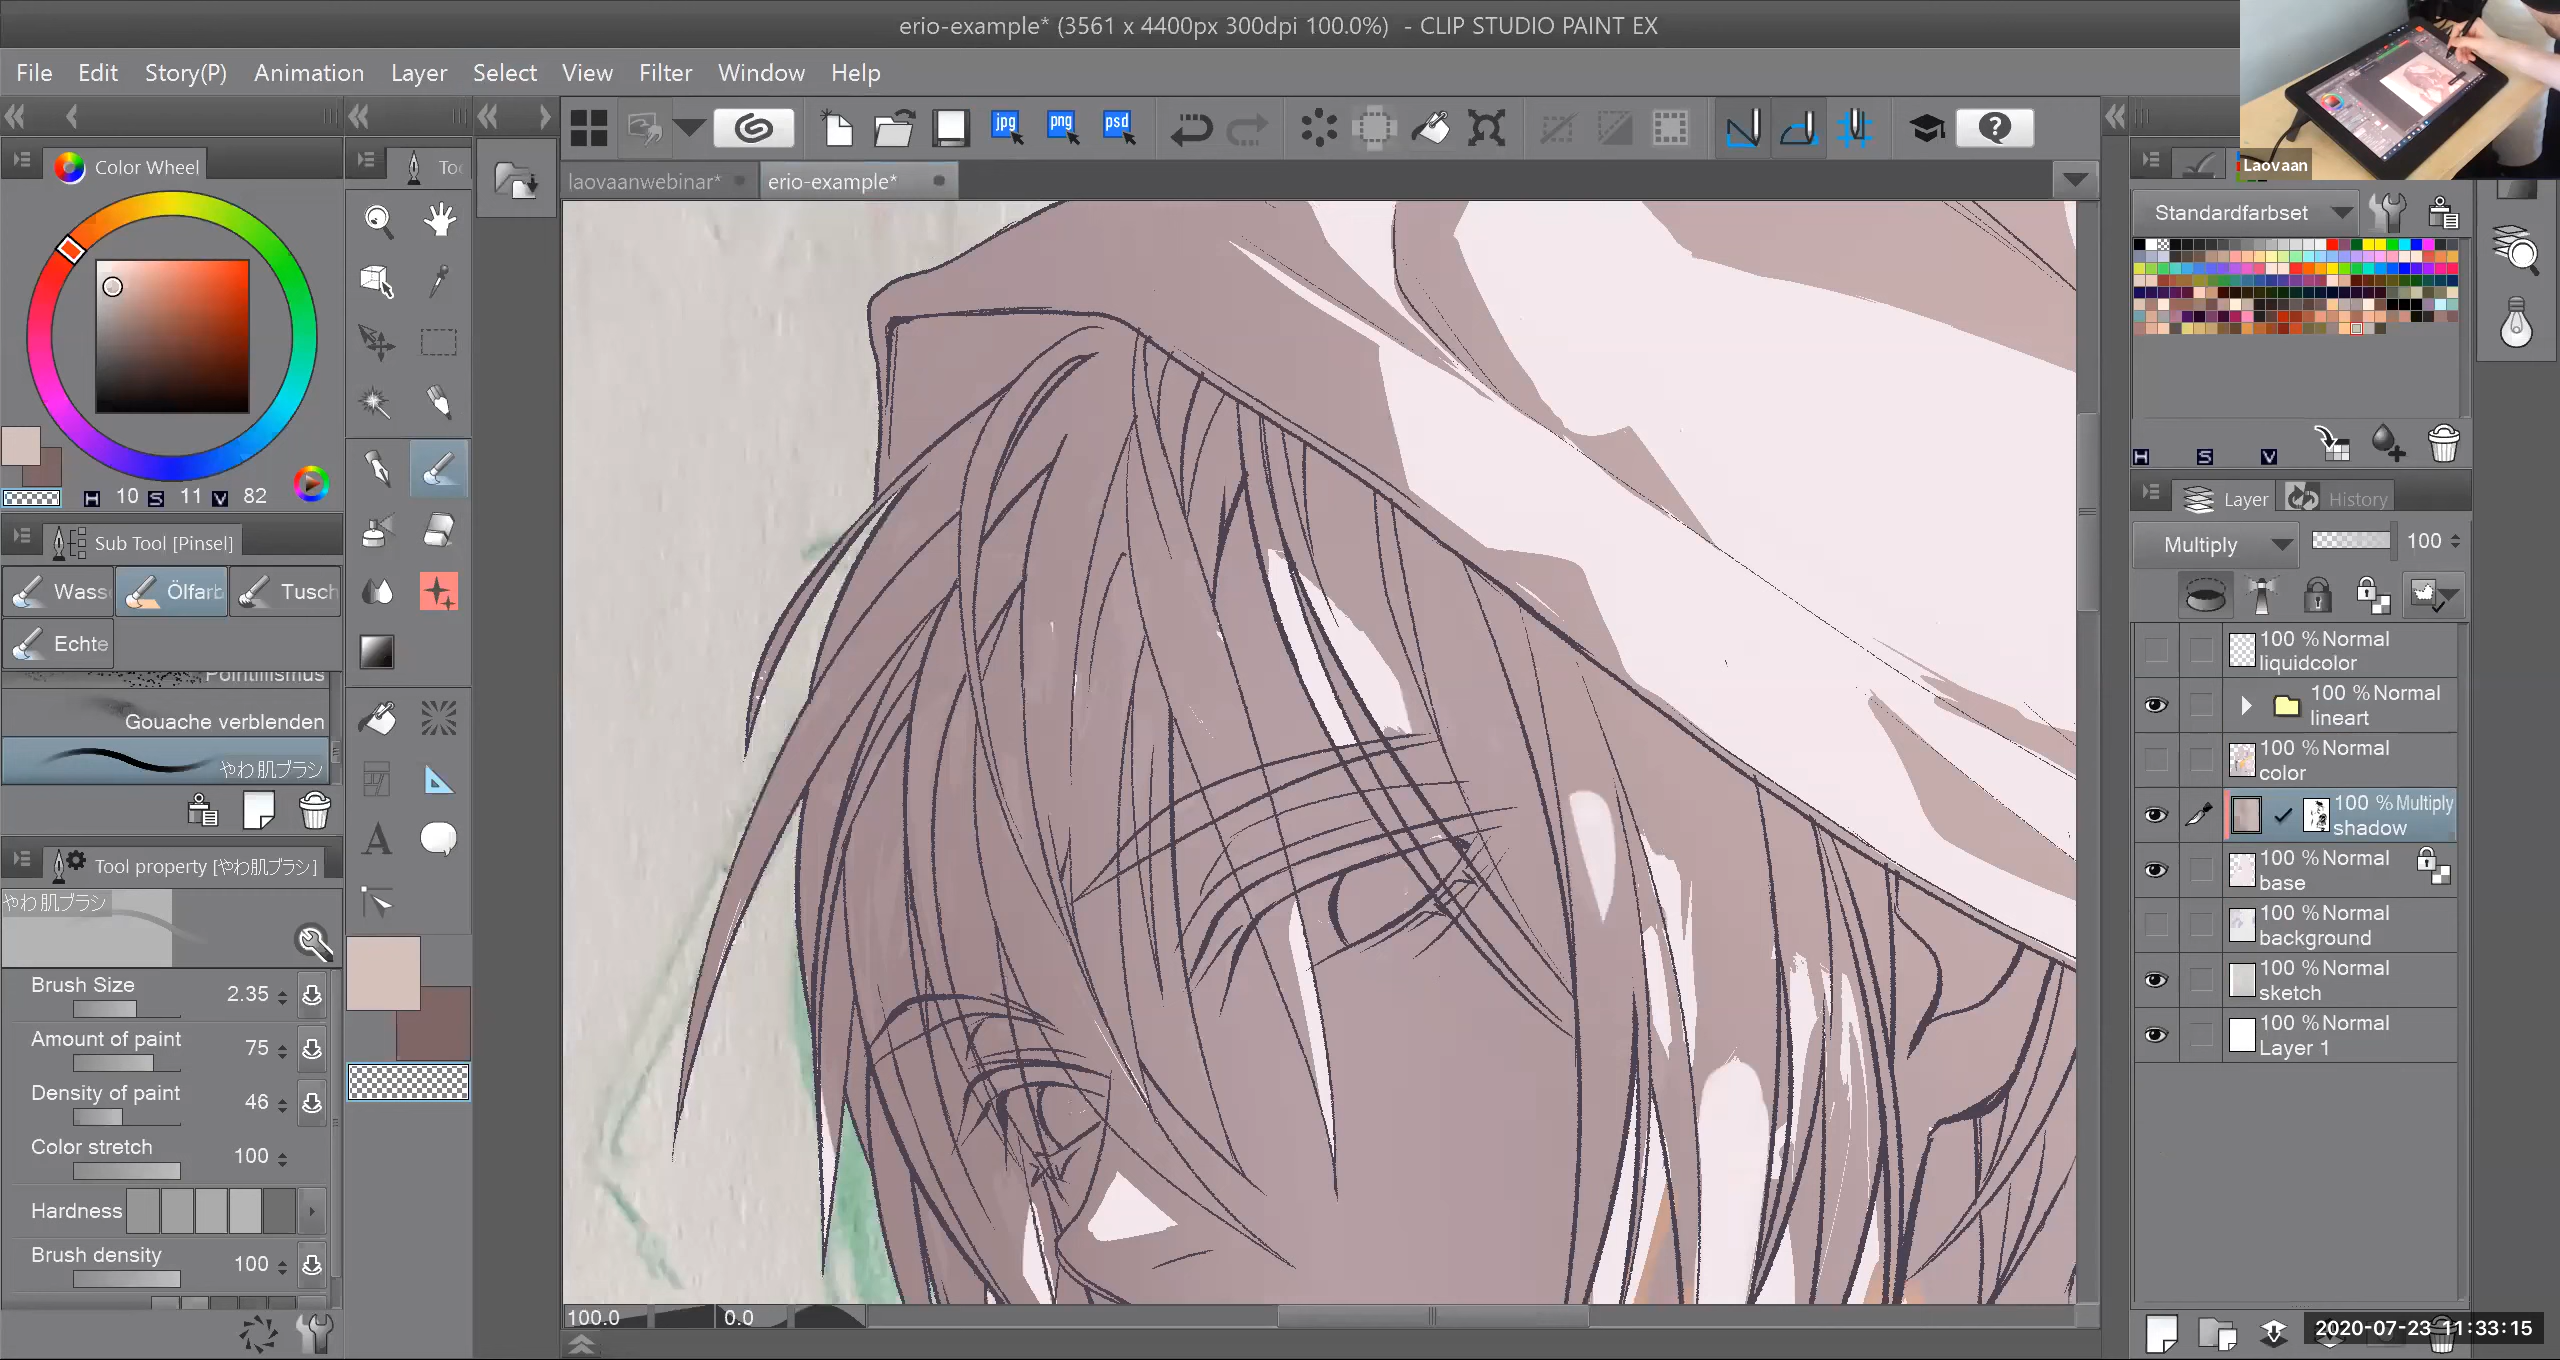 erio-example* (3561 x 4400px 300dpi 100.0%)  - CLIP STUDIO PAINT EX
File Edit Story(P) Animation Layer Select View Filter Window Help
jpg png psd
?
Laovaan
Color Wheel
laovaanwebinar*
erio-example*
Standardfarbset
H 10 S 11 V 82
H S V
Sub Tool [Pinsel]
Ölfarb
Tusch
Echte
Pointillismus
Gouache verblenden
やわ肌ブラシ
Tool property [やわ肌ブラシ]
やわ肌ブラシ
Brush Size 2.35
Amount of paint 75
Density of paint 46
Color stretch 100
Hardness
Brush density 100
A
Layer
History
Multiply 100
100 %Normal
liquidcolor
100 %Normal
lineart
100 %Normal
color
100 %Multiply
shadow
100 %Normal
base
100 %Normal
background
100 %Normal
sketch
100 %Normal
Layer 1
100.0 0.0
2020-07-23 11:33:15